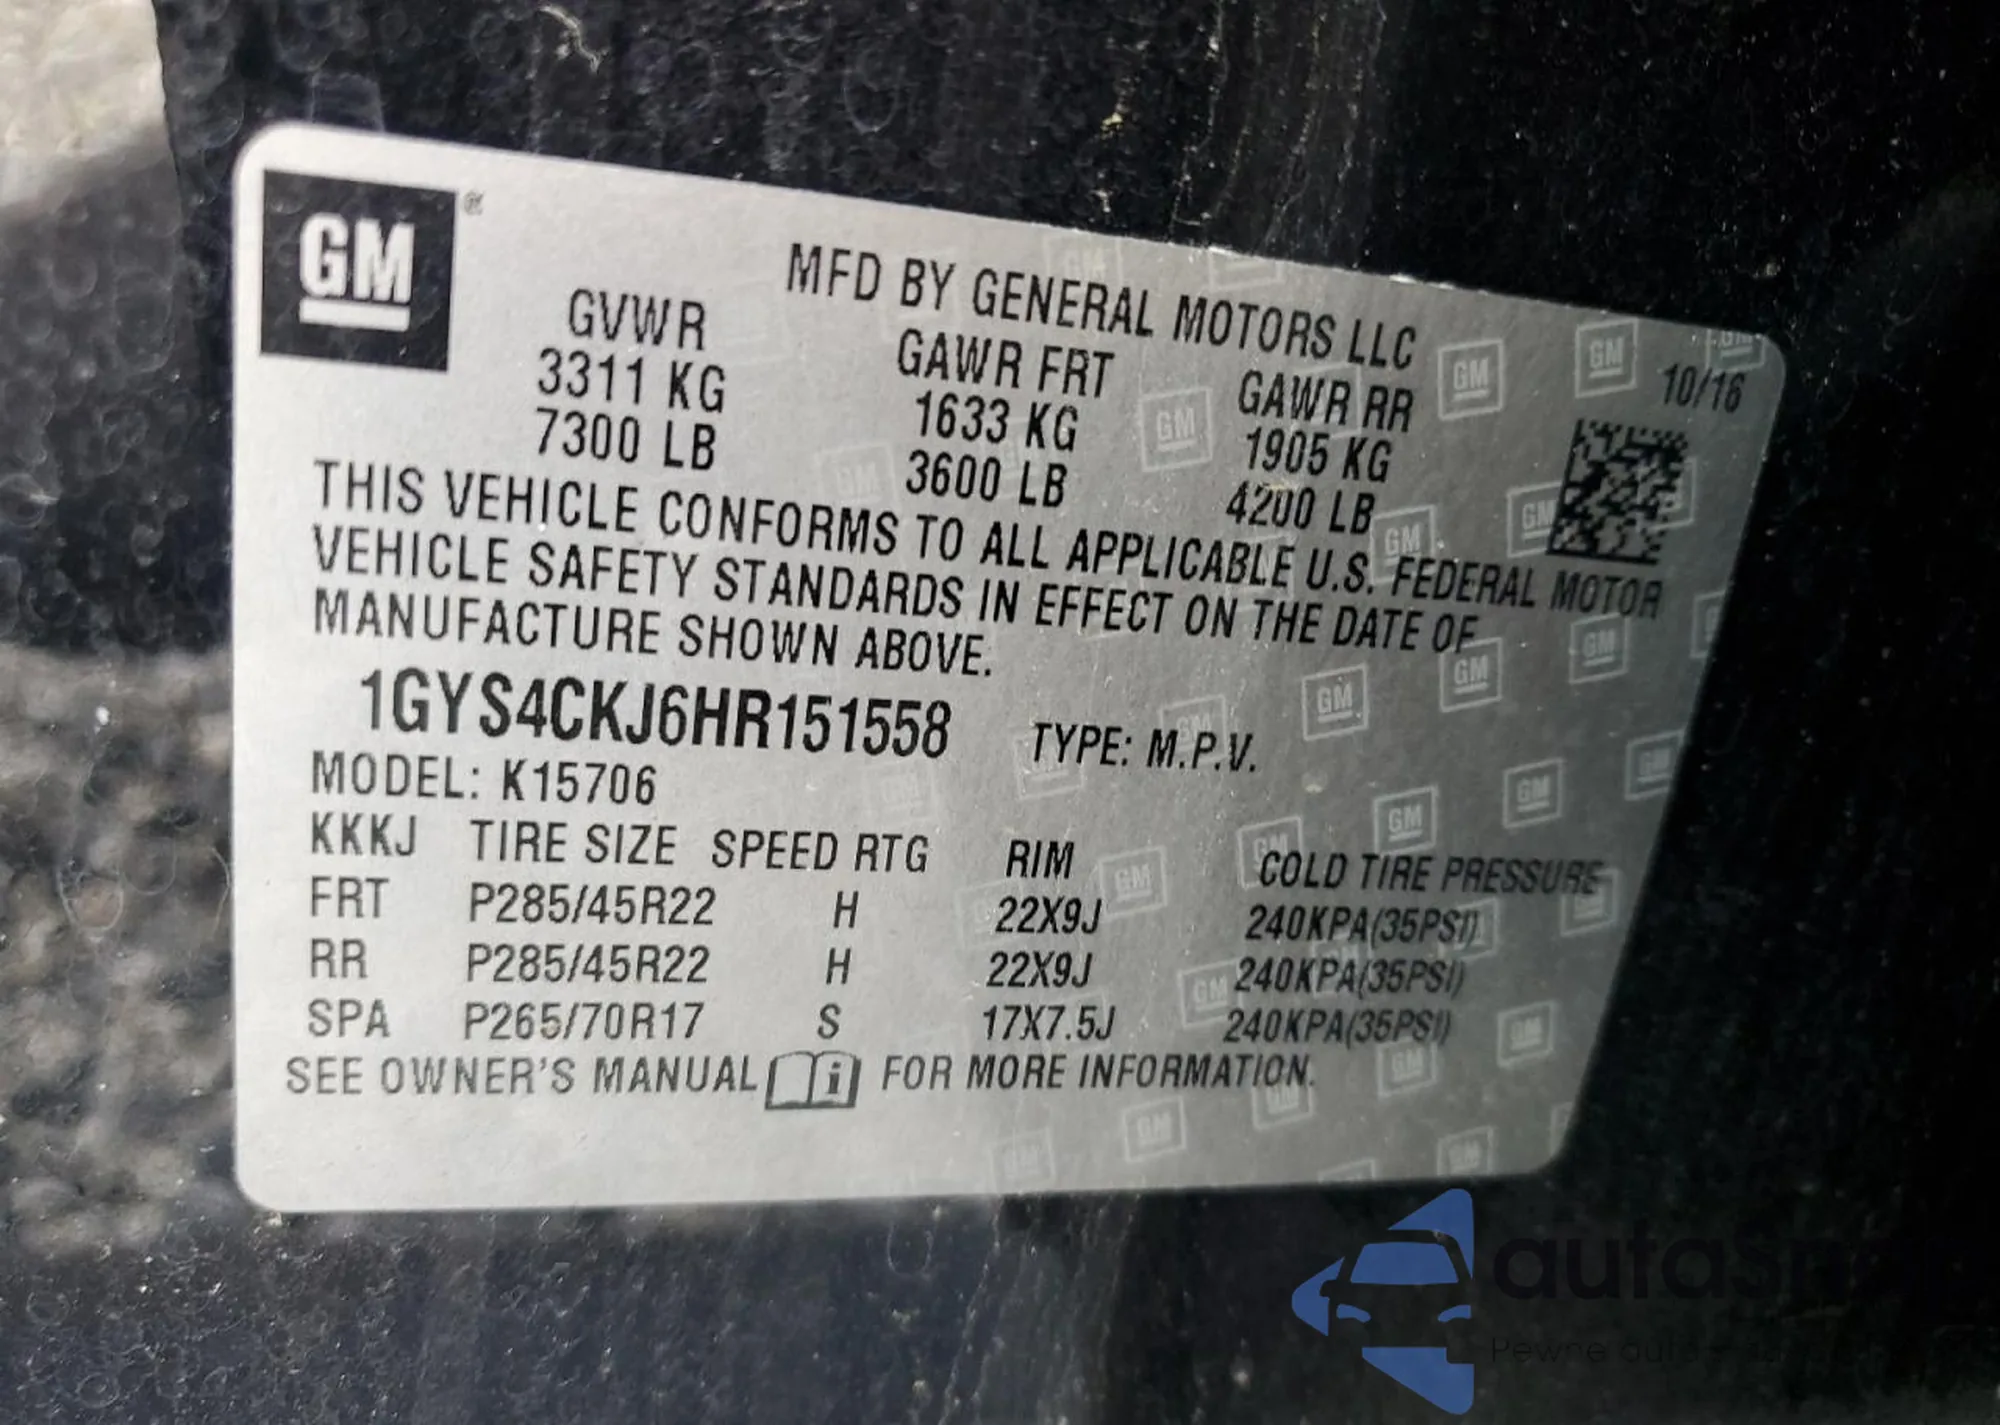 GM
MFD BY GENERAL MOTORS LLC
10/16
GVWR GAWR FRT GAWR RR
3311 KG 1633 KG 1905 KG
7300 LB 3600 LB 4200 LB
THIS VEHICLE CONFORMS TO ALL APPLICABLE U.S. FEDERAL MOTOR
VEHICLE SAFETY STANDARDS IN EFFECT ON THE DATE OF
MANUFACTURE SHOWN ABOVE.
1GYS4CKJ6HR151558 TYPE: M.P.V.
MODEL: K15706
KKKJ TIRE SIZE SPEED RTG RIM COLD TIRE PRESSURE
FRT P285/45R22 H 22X9J 240KPA(35PSI)
RR P285/45R22 H 22X9J 240KPA(35PSI)
SPA P265/70R17 S 17X7.5J 240KPA(35PSI)
SEE OWNER'S MANUAL i FOR MORE INFORMATION.
Pewne auta